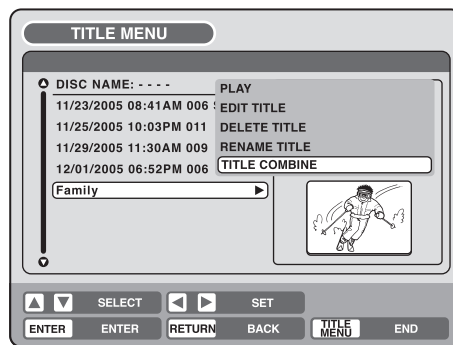 TITLE MENU
DISC NAME: - - - -
11/23/2005 08:41AM 006
11/25/2005 10:03PM 011
11/29/2005 11:30AM 009
12/01/2005 06:52PM 006
Family
PLAY
EDIT TITLE
DELETE TITLE
RENAME TITLE
TITLE COMBINE
SELECT SET
ENTER ENTER RETURN BACK TITLE MENU END